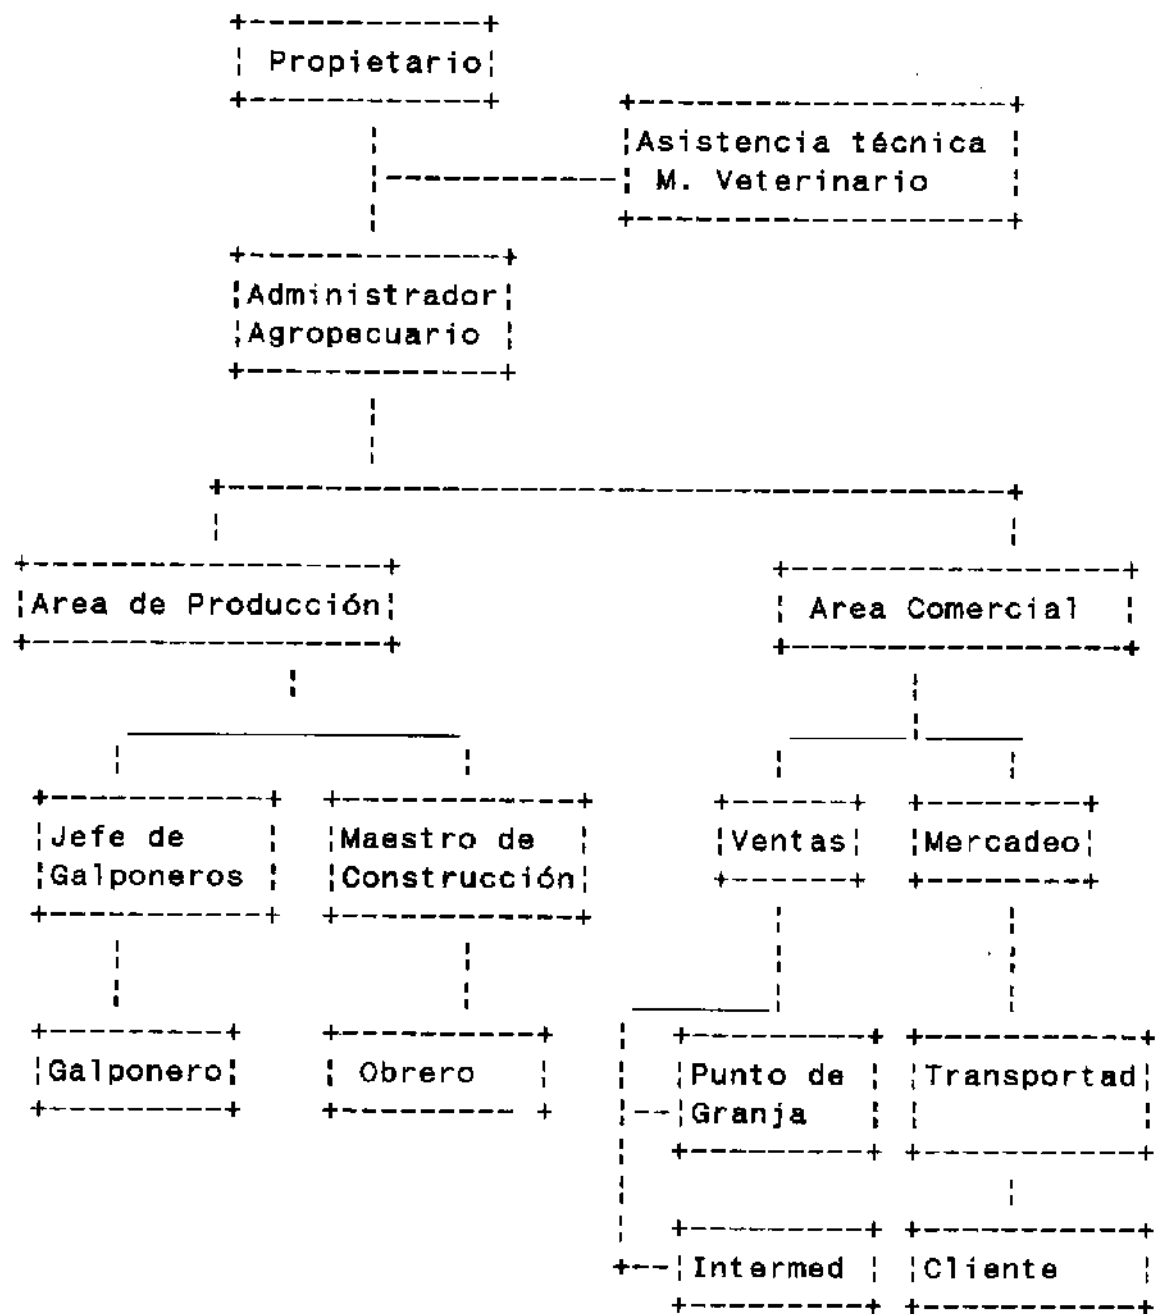 Propietario
Asistencia técnica
M. Veterinario
Administrador
Agropecuario
Area de Producción
Area Comercial
Jefe de
Galponeros
Maestro de
Construcción
Ventas
Mercadeo
Galponero
Obrero
Punto de
Granja
Transportad
Intermed
Cliente